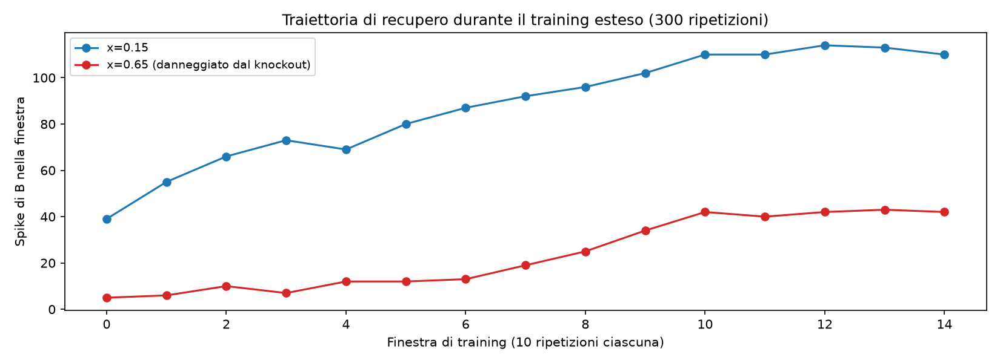 Traiettoria di recupero durante il training esteso (300 ripetizioni)
x=0.15
x=0.65 (danneggiato dal knockout)
Spike di B nella finestra
100
80
60
40
20
0
0 2 4 6 8 10 12 14
Finestra di training (10 ripetizioni ciascuna)